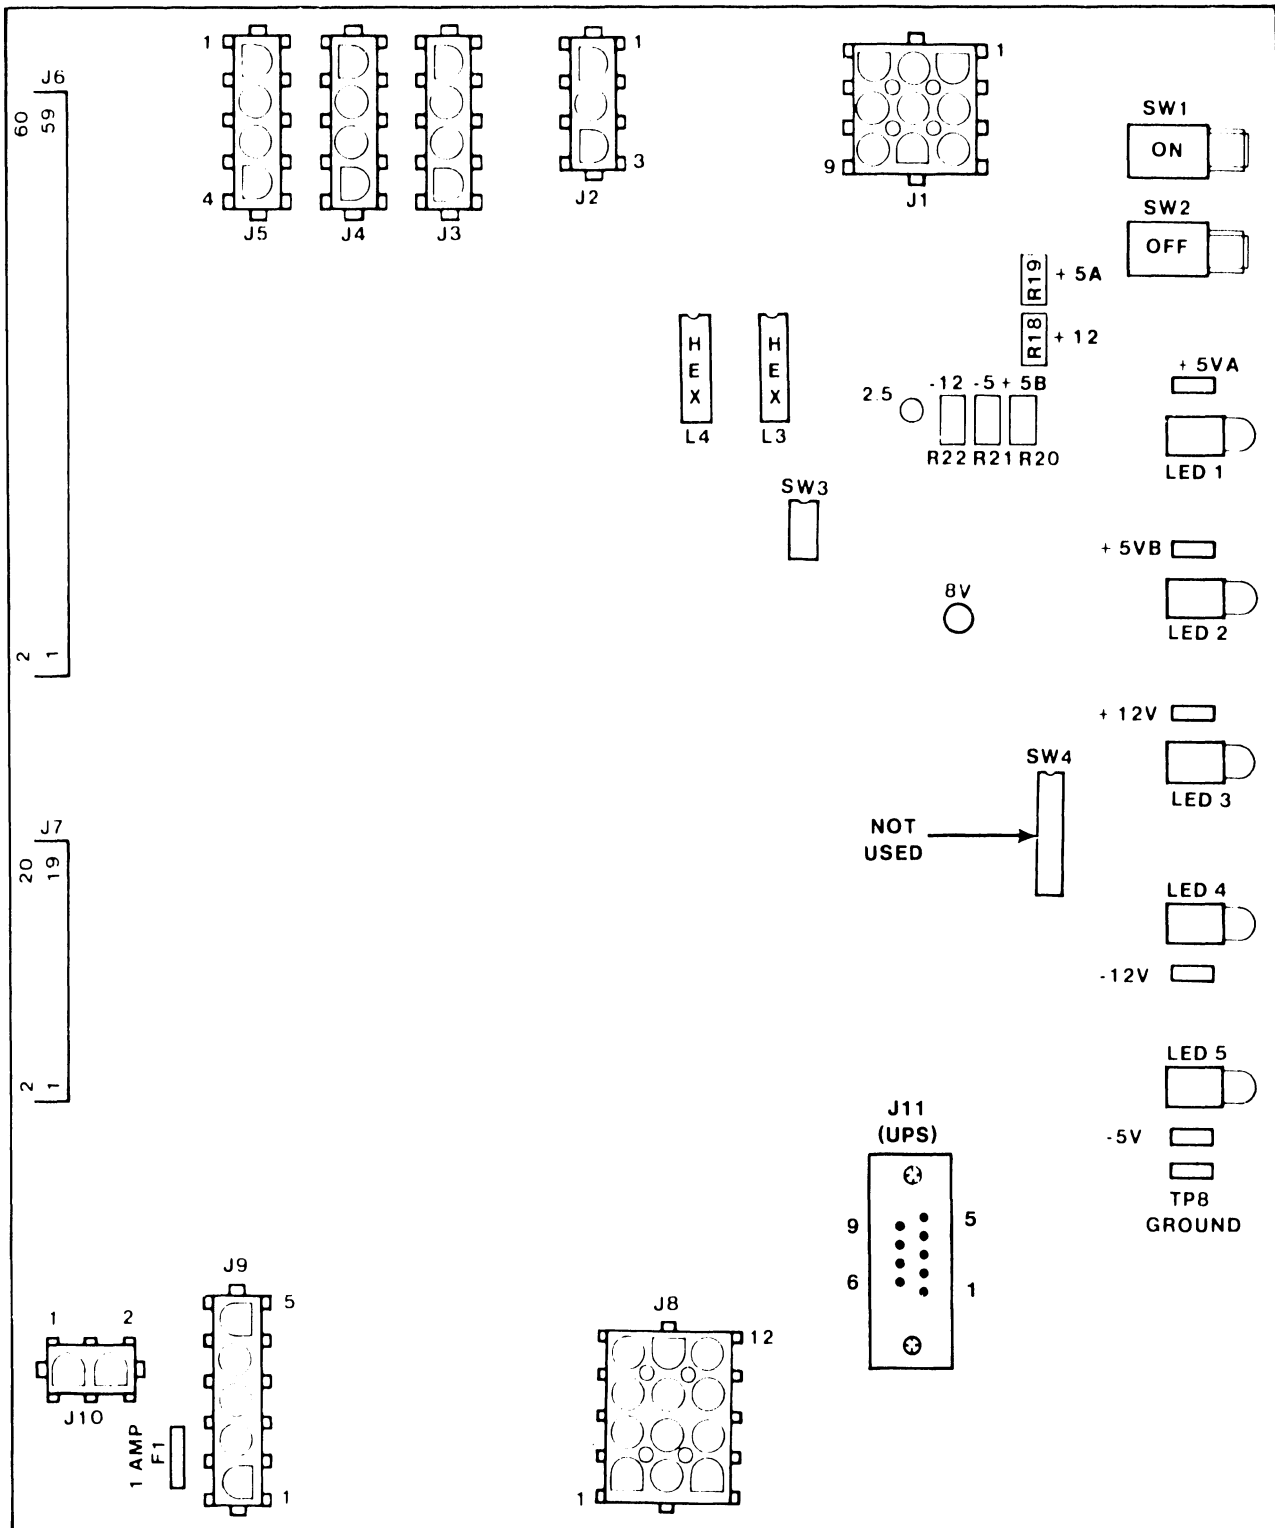 1
1
1
J6
60
59
4
J5
J4
J3
3
J2
9
J1
SW1
ON
SW2
OFF
R19
+ 5A
R18
+ 12
HEX
L4
HEX
L3
2.5
-12
-5
+ 5B
R22
R21
R20
+ 5VA
LED 1
SW3
+ 5VB
8V
LED 2
2
1
+ 12V
SW4
LED 3
J7
NOT
USED
20
19
LED 4
-12V
2
1
LED 5
J11
(UPS)
-5V
TP8
GROUND
9
5
6
1
J9
5
1
2
J10
1 AMP
F1
1
J8
12
1